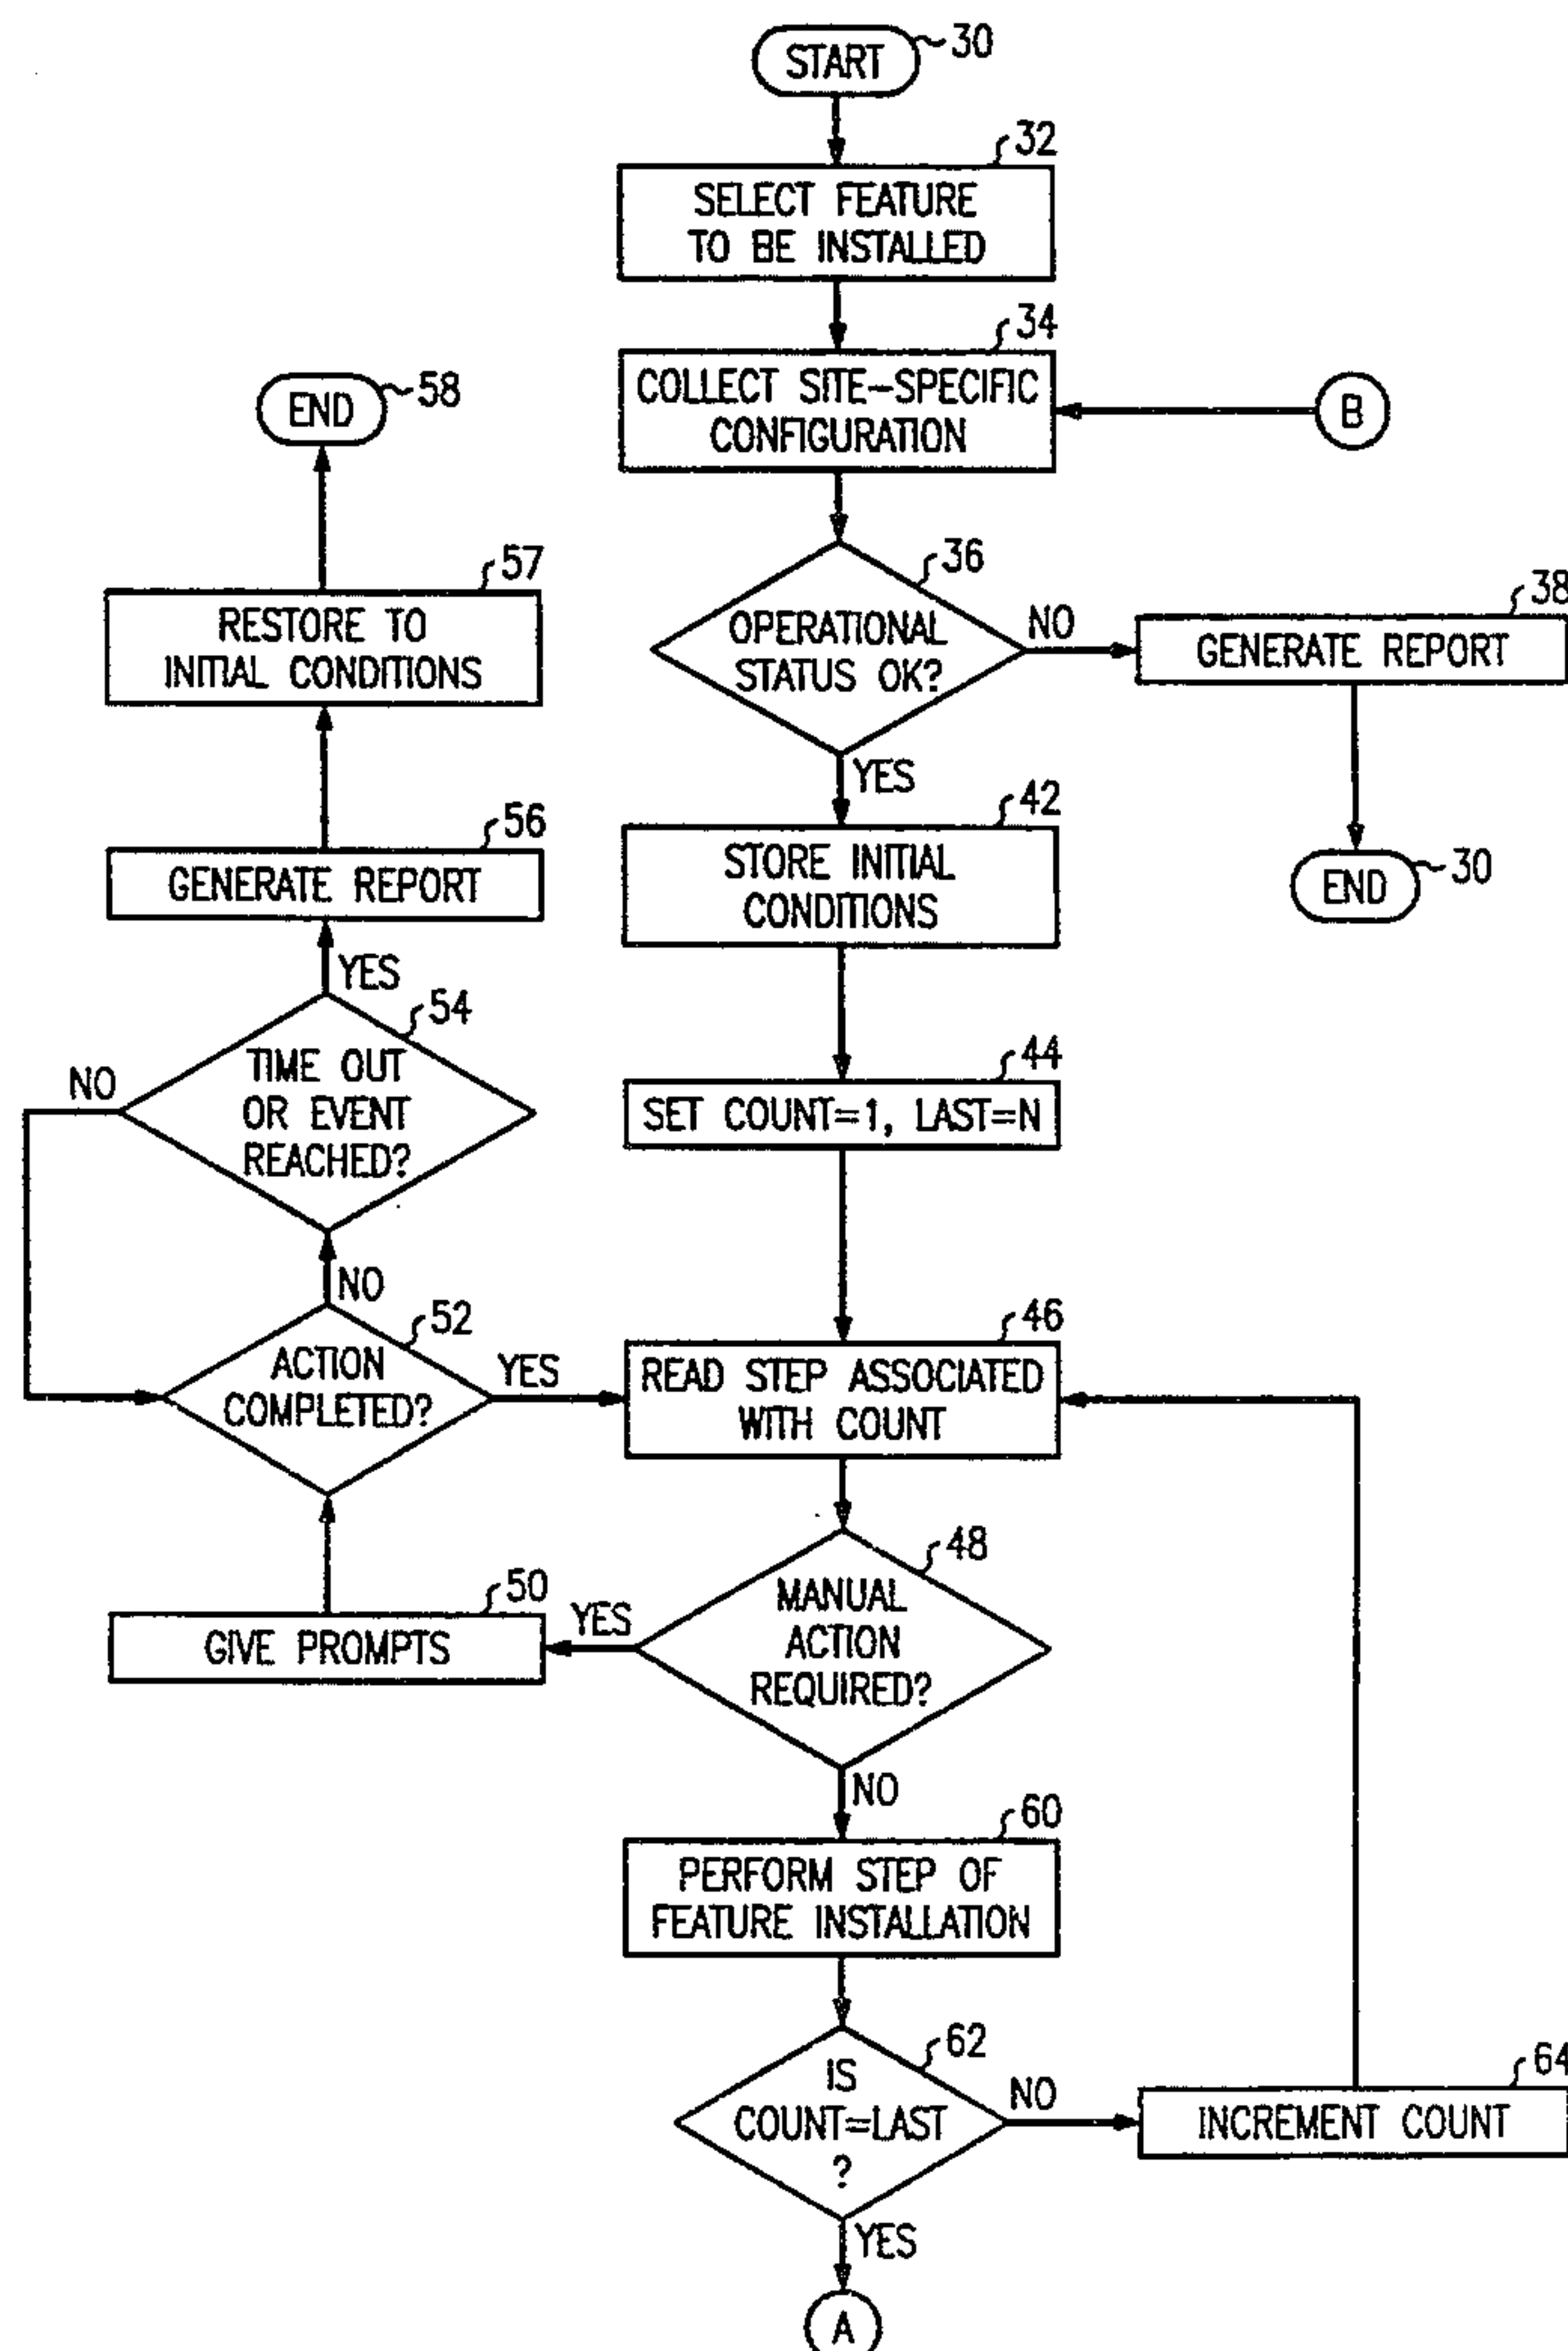 START
30
32
SELECT FEATURE
TO BE INSTALLED
34
COLLECT SITE-SPECIFIC
CONFIGURATION
B
END
58
36
OPERATIONAL
STATUS OK?
NO
38
GENERATE REPORT
57
RESTORE TO
INITIAL CONDITIONS
YES
42
STORE INITIAL
CONDITIONS
END
30
56
GENERATE REPORT
YES
54
TIME OUT
OR EVENT
REACHED?
NO
44
SET COUNT=1, LAST=N
NO
52
ACTION
COMPLETED?
YES
46
READ STEP ASSOCIATED
WITH COUNT
48
MANUAL
ACTION
REQUIRED?
YES
50
GIVE PROMPTS
NO
60
PERFORM STEP OF
FEATURE INSTALLATION
62
IS
COUNT=LAST
?
NO
64
INCREMENT COUNT
YES
A